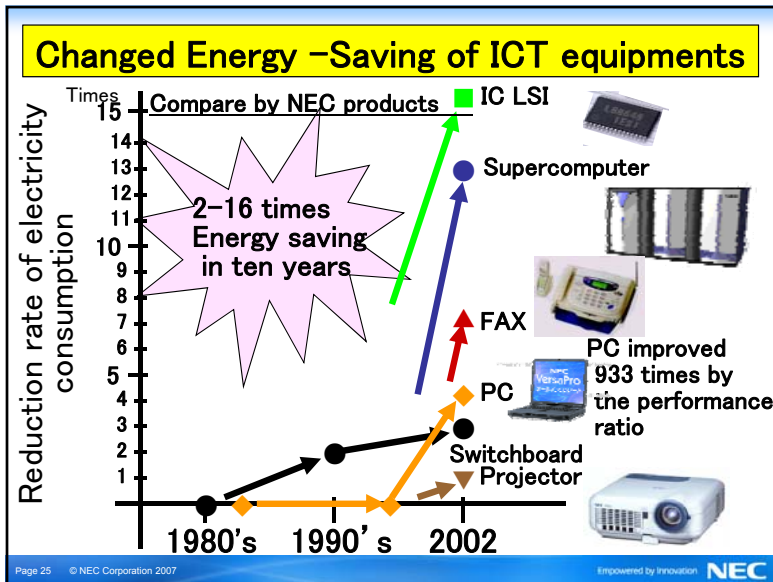 Changed Energy –Saving of ICT equipments
Times
Compare by NEC products
IC LSI
15
14
13
12
11
10
9
8
7
6
5
4
3
2
1
Reduction rate of electricity
consumption
2-16 times
Energy saving
in ten years
Supercomputer
FAX
PC
PC improved
933 times by
the performance
ratio
NEC
VersaPro
Switchboard
Projector
1980's
1990's
2002
Page 25 © NEC Corporation 2007
Empowered by Innovation NEC